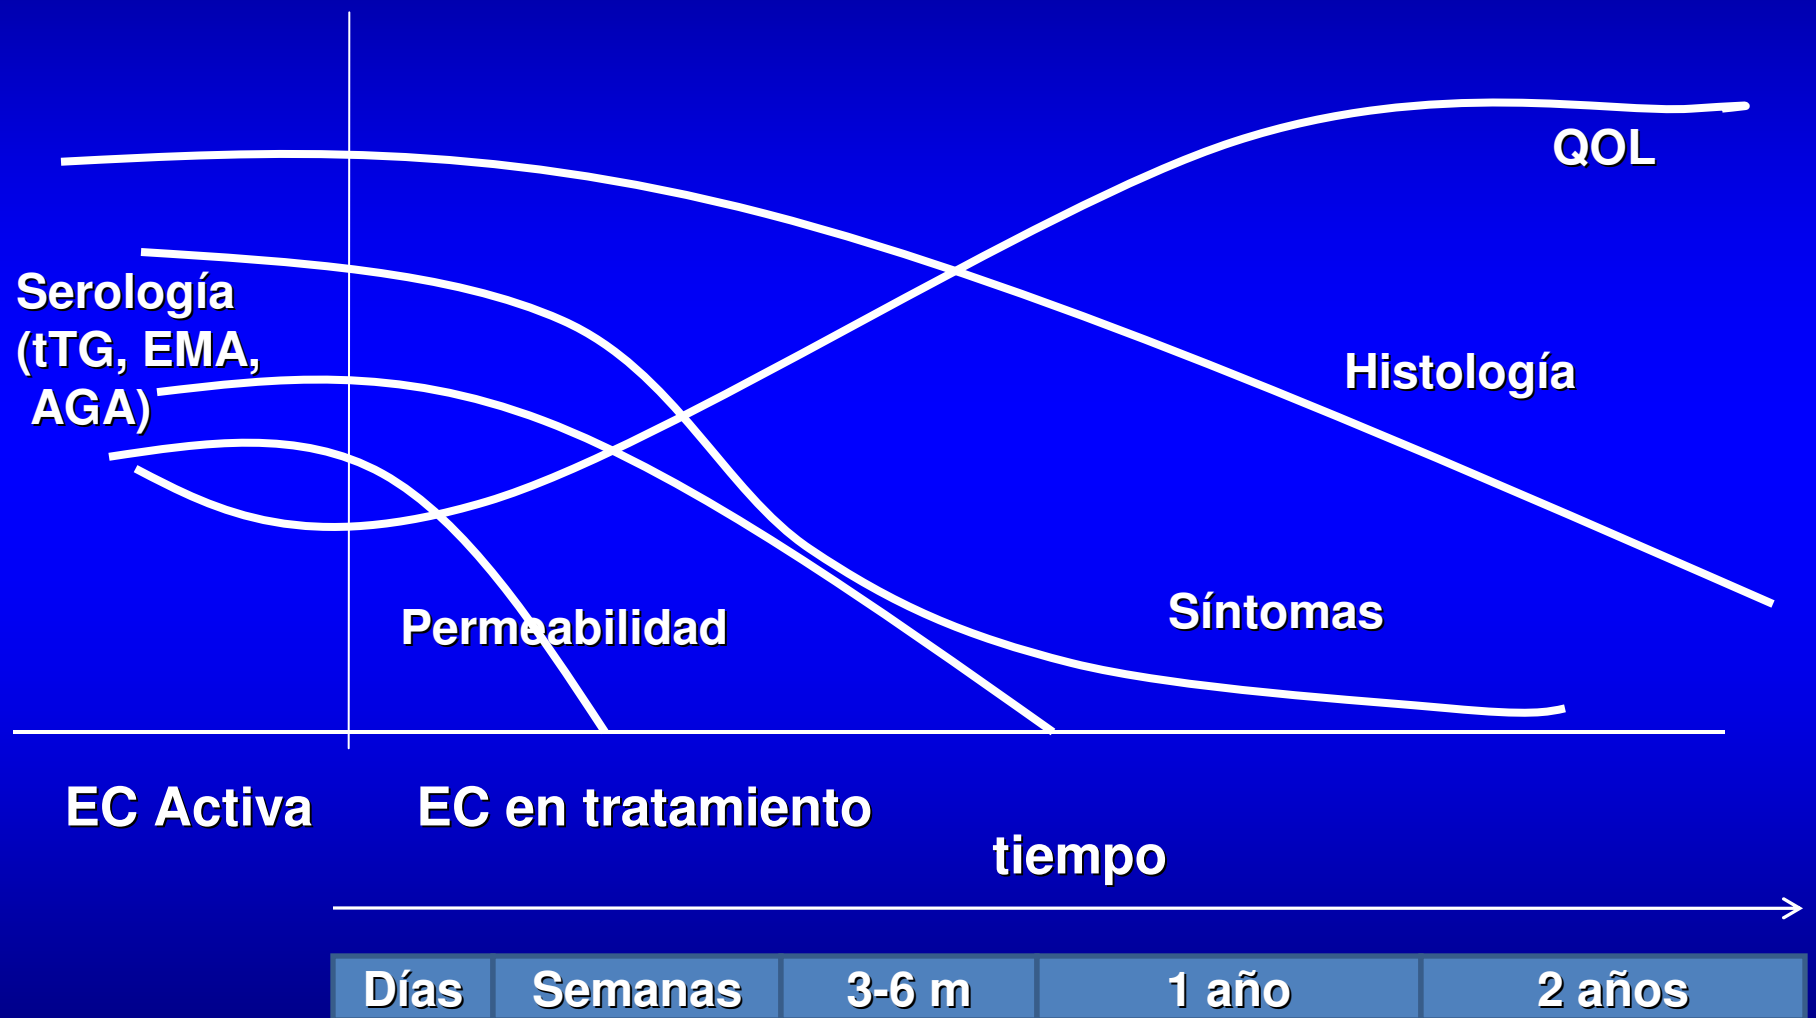 QOL
Serología
(tTG, EMA,
AGA)
Histología
Síntomas
Permeabilidad
EC Activa
EC en tratamiento
tiempo
Días
Semanas
3-6 m
1 año
2 años